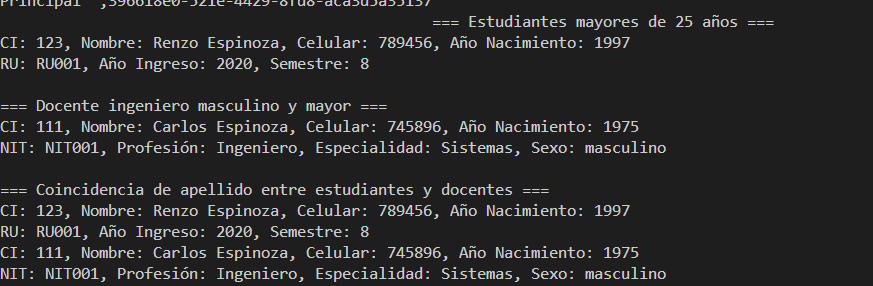 === Estudiantes mayores de 25 años ===
CI: 123, Nombre: Renzo Espinoza, Celular: 789456, Año Nacimiento: 1997
RU: RU001, Año Ingreso: 2020, Semestre: 8
=== Docente ingeniero masculino y mayor ===
CI: 111, Nombre: Carlos Espinoza, Celular: 745896, Año Nacimiento: 1975
NIT: NIT001, Profesión: Ingeniero, Especialidad: Sistemas, Sexo: masculino
=== Coincidencia de apellido entre estudiantes y docentes ===
CI: 123, Nombre: Renzo Espinoza, Celular: 789456, Año Nacimiento: 1997
RU: RU001, Año Ingreso: 2020, Semestre: 8
CI: 111, Nombre: Carlos Espinoza, Celular: 745896, Año Nacimiento: 1975
NIT: NIT001, Profesión: Ingeniero, Especialidad: Sistemas, Sexo: masculino